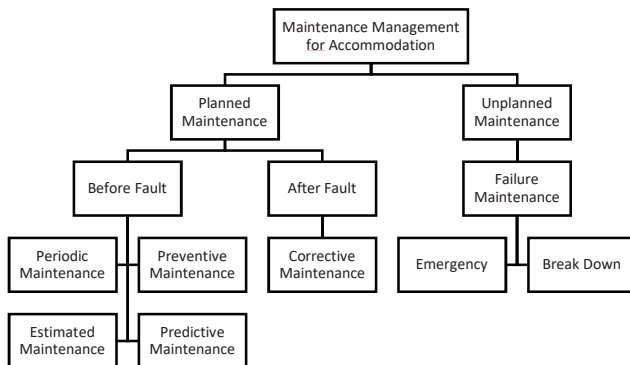 Maintenance Management
for Accommodation
Planned
Maintenance
Unplanned
Maintenance
Before Fault
After Fault
Failure
Maintenance
Periodic
Maintenance
Preventive
Maintenance
Corrective
Maintenance
Emergency
Break Down
Estimated
Maintenance
Predictive
Maintenance